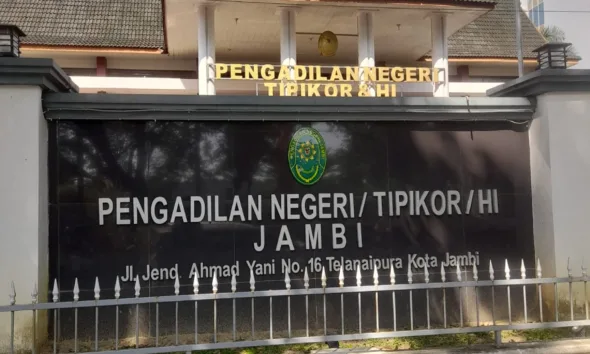 PENGADILAN NEGERI
TIPIKOR & HI
PENGADILAN NEGERI / TIPIKOR / HI
JAMBI
Jl. Jend. Ahmad Yani No. 16 Telanaipura Kota Jambi